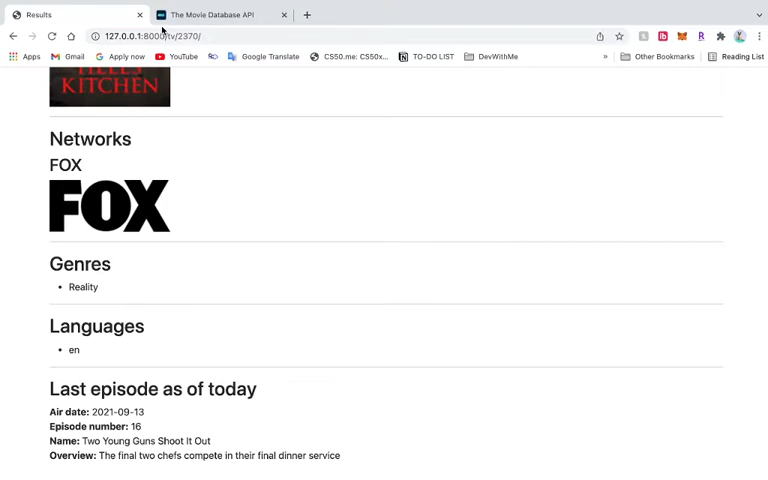 Results
The Movie Database API
127.0.0.1:8000/tv/2370/
Apps
Gmail
Apply now
YouTube
Google Translate
CS50.me: CS50x...
TO-DO LIST
DevWithMe
»
Other Bookmarks
Reading List
HELL'S
KITCHEN
Networks
FOX
FOX
Genres
• Reality
Languages
• en
Last episode as of today
Air date: 2021-09-13
Episode number: 16
Name: Two Young Guns Shoot It Out
Overview: The final two chefs compete in their final dinner service